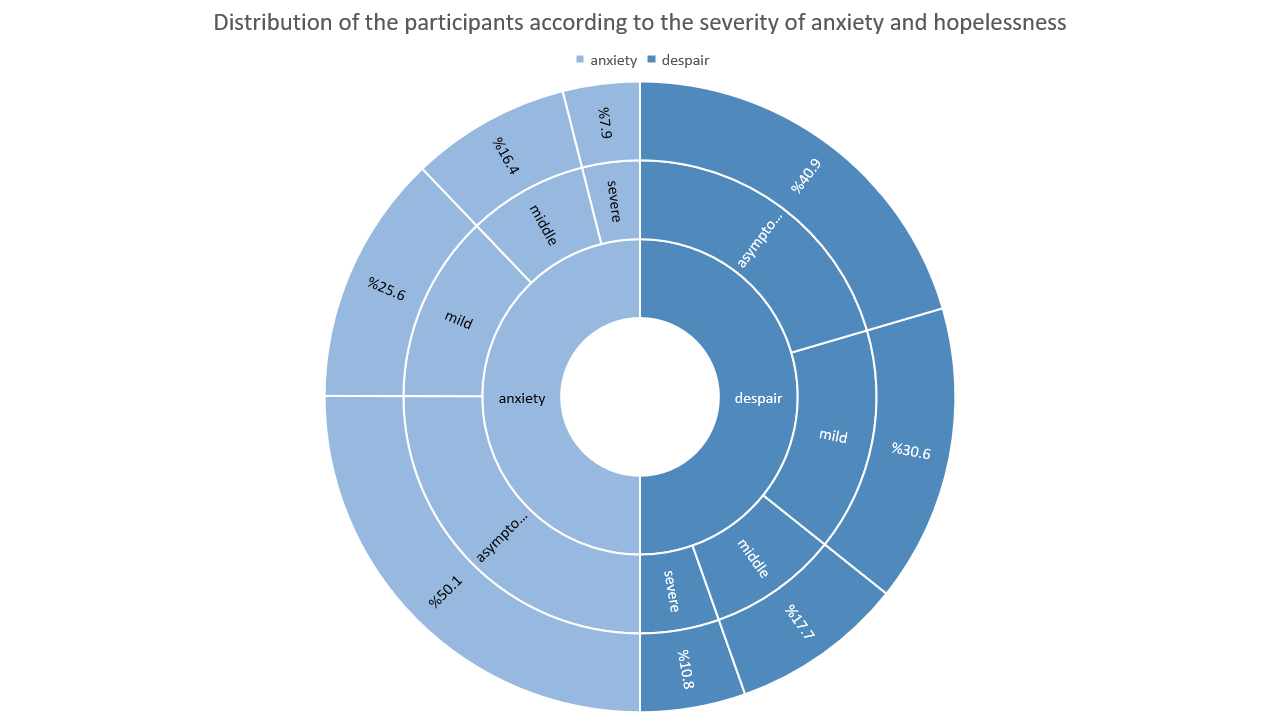 Distribution of the participants according to the severity of anxiety and hopelessness
anxiety despair
%40.9
asympto...
%30.6
mild
%17.7
middle
%10.8
severe
despair
%50.1
asympto...
%25.6
mild
%16.4
middle
%7.9
severe
anxiety